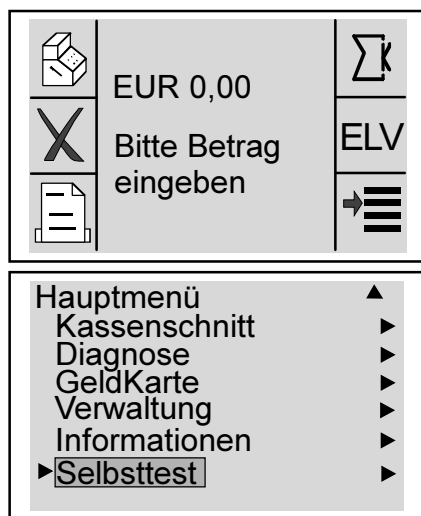 EUR 0,00
Bitte Betrag
eingeben
ELV
Hauptmenü
Kassenschnitt
Diagnose
GeldKarte
Verwaltung
Informationen
Selbsttest